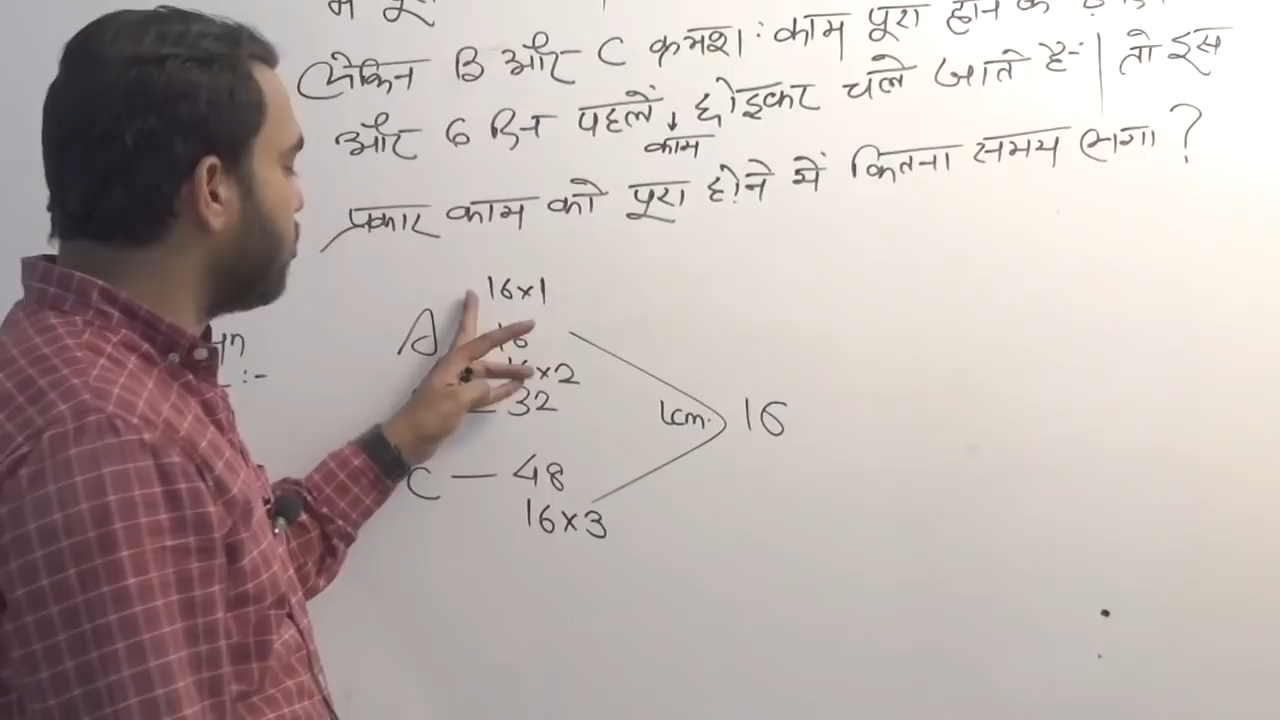 में
लेकिन B और C क्रमश: काम पूरा होने के
और 6 दिन पहले छोड़कर चले जाते है। तो इस
काम
प्रकार काम को पूरा होने में कितना समय लगा ?
16×1
A 16
×2
32
1cm. 16
C — 48
16×3